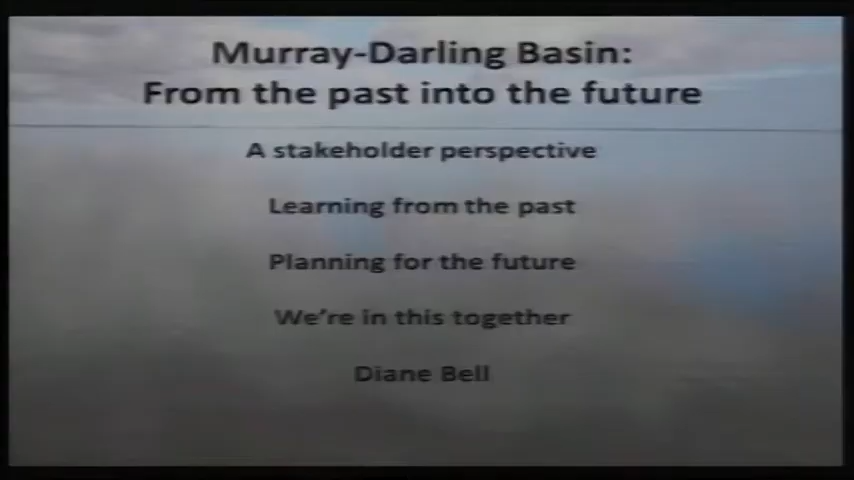 Murray-Darling Basin:
From the past into the future
A stakeholder perspective
Learning from the past
Planning for the future
We're in this together
Diane Bell